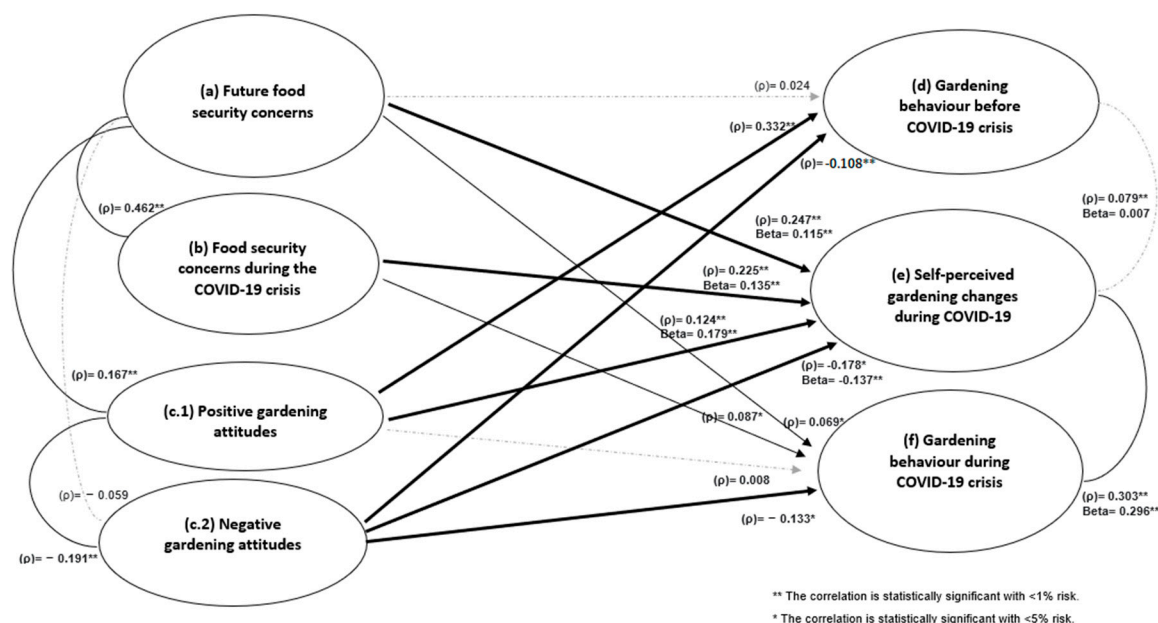 (a) Future food
security concerns
(ρ)= 0.024
(d) Gardening
behaviour before
COVID-19 crisis
(ρ)= 0.332**
(ρ)= -0.108**
(ρ)= 0.462**
(ρ)= 0.079**
Beta= 0.007
(b) Food security
concerns during the
COVID-19 crisis
(ρ)= 0.247**
Beta= 0.115**
(ρ)= 0.225**
Beta= 0.135**
(e) Self-perceived
gardening changes
during COVID-19
(ρ)= 0.124**
Beta= 0.179**
(ρ)= -0.178*
Beta= -0.137**
(ρ)= 0.167**
(c.1) Positive gardening
attitudes
(ρ)= 0.087*
(ρ)= 0.069*
(f) Gardening
behaviour during
COVID-19 crisis
(ρ)= 0.008
(ρ)= − 0.133*
(ρ)= 0.303**
Beta= 0.296**
(ρ)= − 0.059
(c.2) Negative
gardening attitudes
(ρ)= − 0.191**
** The correlation is statistically significant with <1% risk.
* The correlation is statistically significant with <5% risk.